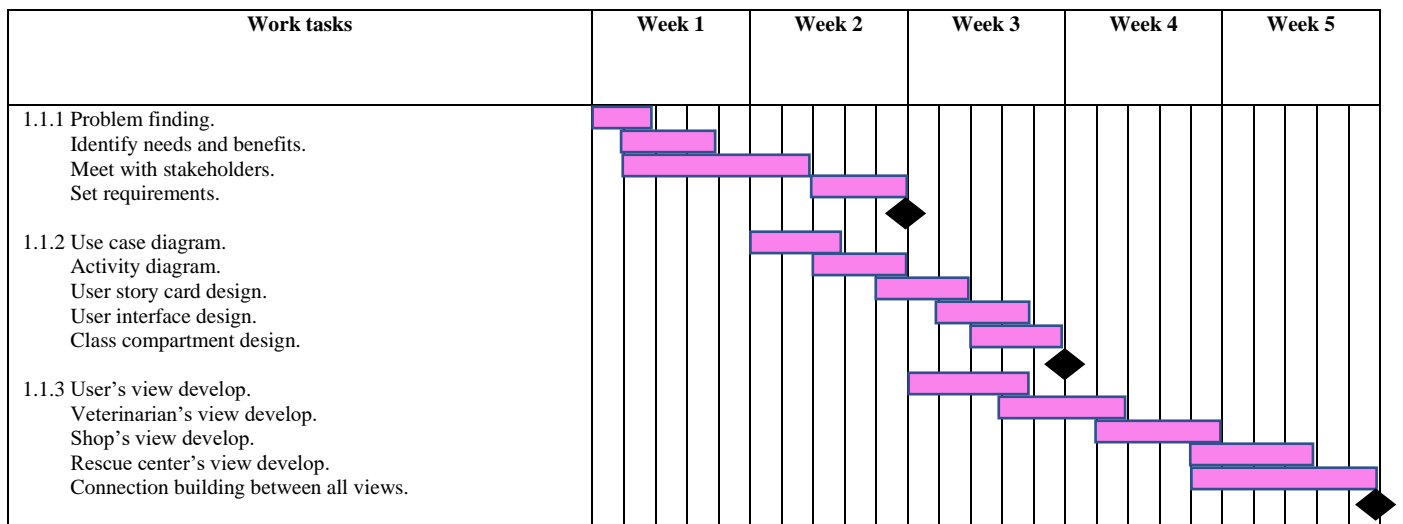 Work tasks Week 1 Week 2 Week 3 Week 4 Week 5
1.1.1 Problem finding.
Identify needs and benefits.
Meet with stakeholders.
Set requirements.
1.1.2 Use case diagram.
Activity diagram.
User story card design.
User interface design.
Class compartment design.
1.1.3 User’s view develop.
Veterinarian’s view develop.
Shop’s view develop.
Rescue center’s view develop.
Connection building between all views.